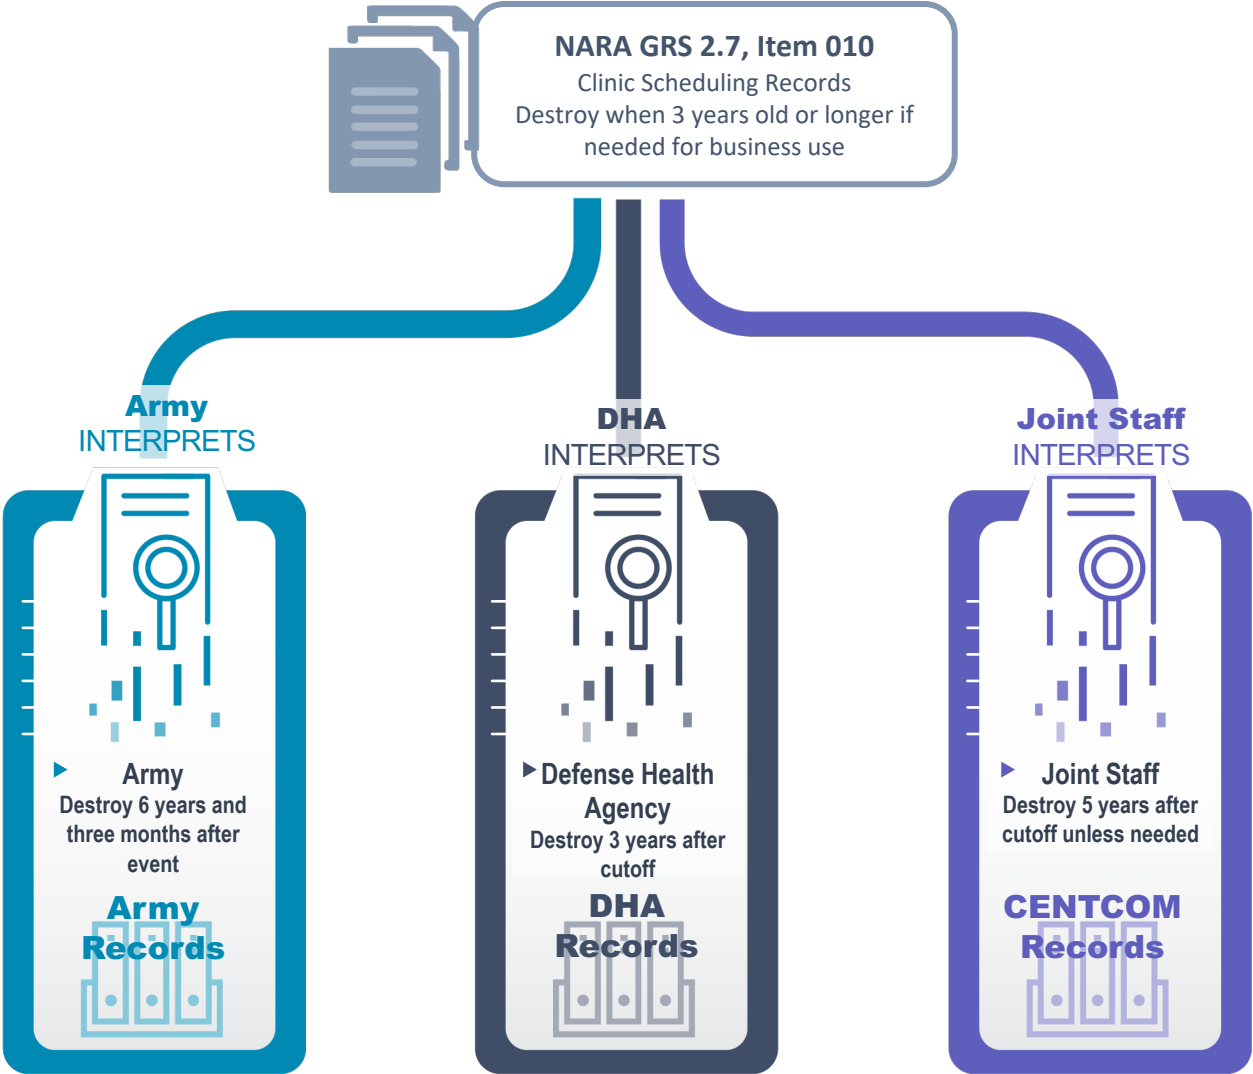 NARA GRS 2.7, Item 010
Clinic Scheduling Records
Destroy when 3 years old or longer if
needed for business use
Army
INTERPRETS
Army
Destroy 6 years and
three months after
event
Army
Records
DHA
INTERPRETS
Defense Health
Agency
Destroy 3 years after
cutoff
DHA
Records
Joint Staff
INTERPRETS
Joint Staff
Destroy 5 years after
cutoff unless needed
CENTCOM
Records